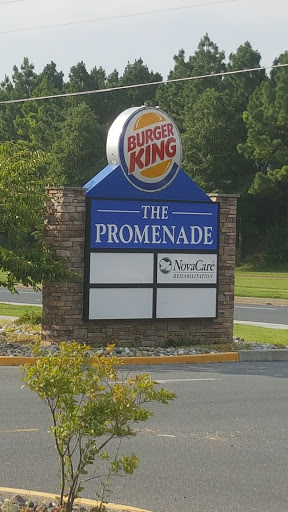 BURGER
KING
THE
PROMENADE
NovaCare
REHABILITATION